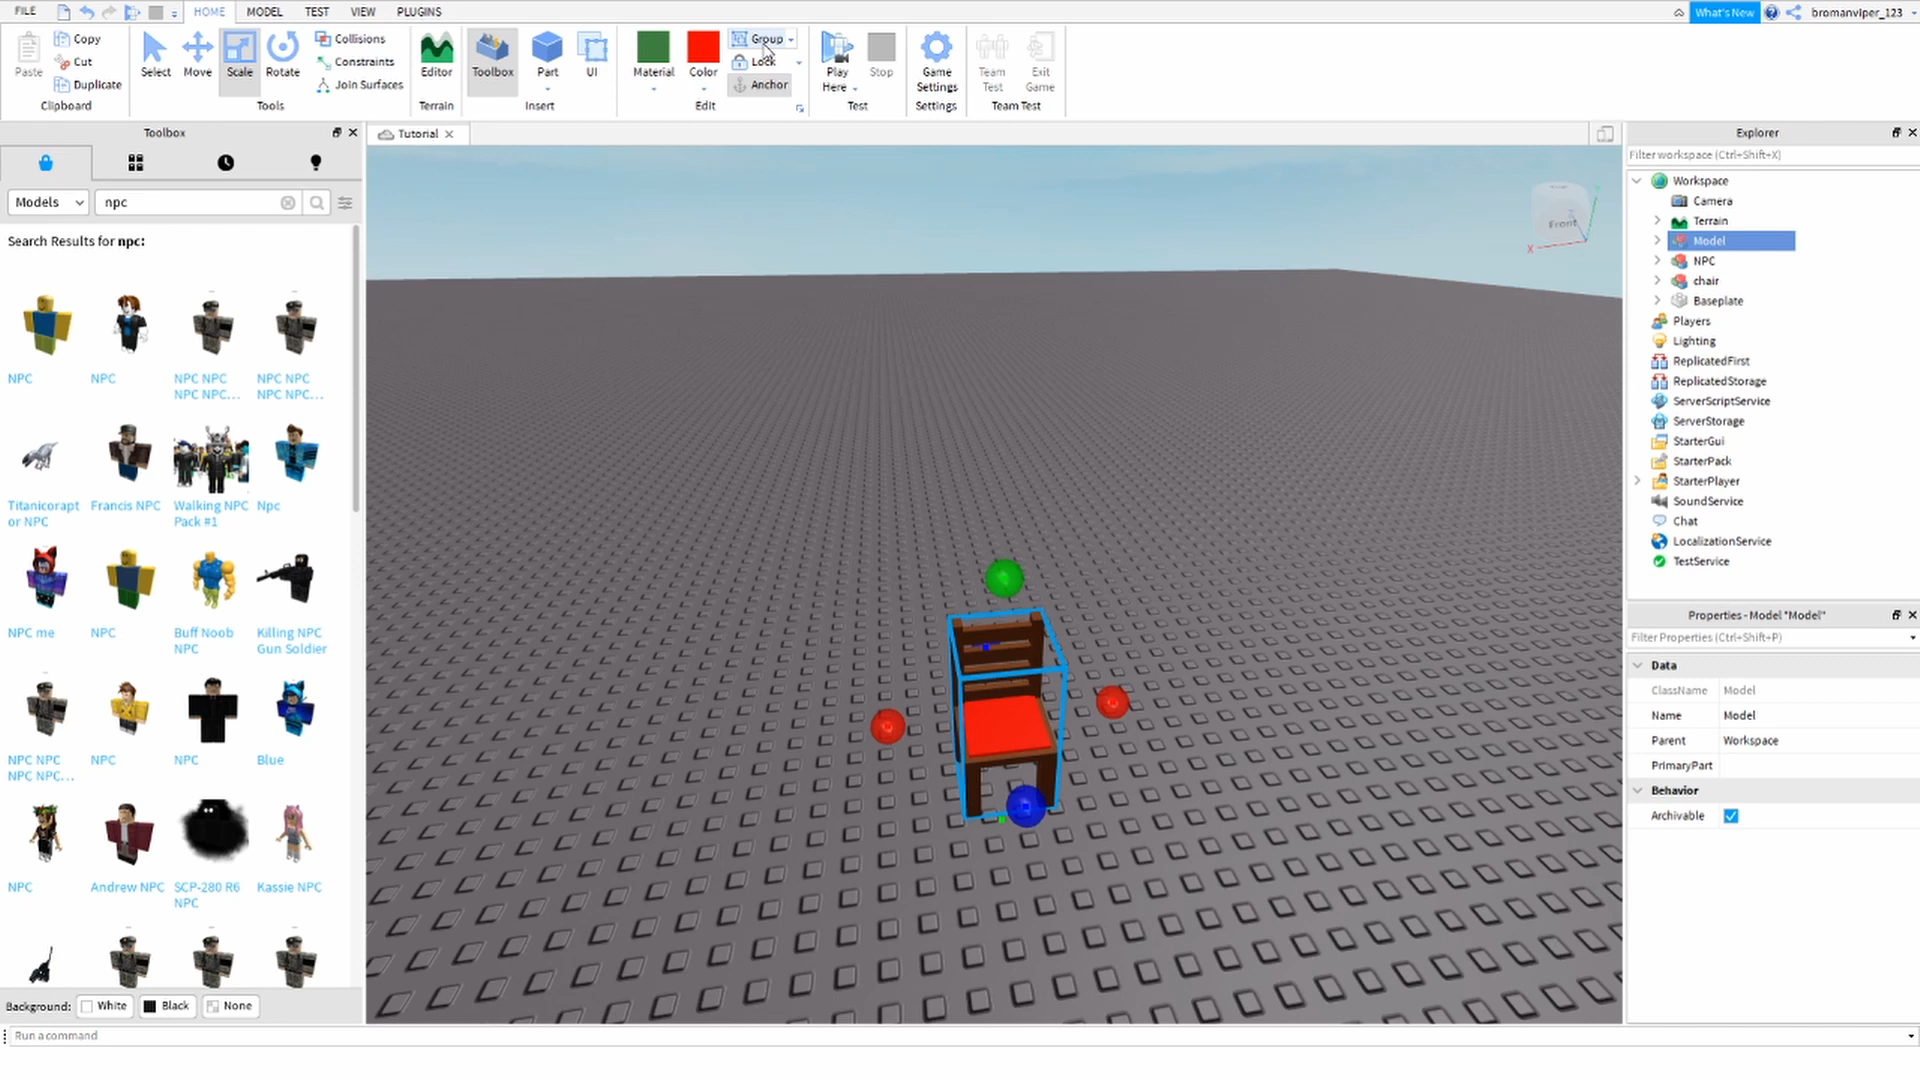 FILE HOME MODEL TEST VIEW PLUGINS What's New bromanviper_123
Paste Copy Cut Duplicate Clipboard
Select Move Scale Rotate Collisions Constraints Join Surfaces Tools
Editor Terrain
Toolbox Part UI Insert
Material Color Group Lock Anchor Edit
Play Here Stop Test
Game Settings Settings
Team Test Exit Game Team Test
Toolbox
Models npc
Search Results for npc:
NPC NPC NPC NPC NPC NPC... NPC NPC NPC NPC...
Titanicorapt or NPC Francis NPC Walking NPC Pack #1 Npc
NPC me NPC Buff Noob NPC Killing NPC Gun Soldier
NPC NPC NPC NPC... NPC NPC Blue
NPC Andrew NPC SCP-280 R6 NPC Kassie NPC
Background: White Black None
Run a command
Tutorial
Front
X
Explorer
Filter workspace (Ctrl+Shift+X)
Workspace
Camera
Terrain
Model
NPC
chair
Baseplate
Players
Lighting
ReplicatedFirst
ReplicatedStorage
ServerScriptService
ServerStorage
StarterGui
StarterPack
StarterPlayer
SoundService
Chat
LocalizationService
TestService
Properties - Model "Model"
Filter Properties (Ctrl+Shift+P)
Data
ClassName Model
Name Model
Parent Workspace
PrimaryPart
Behavior
Archivable